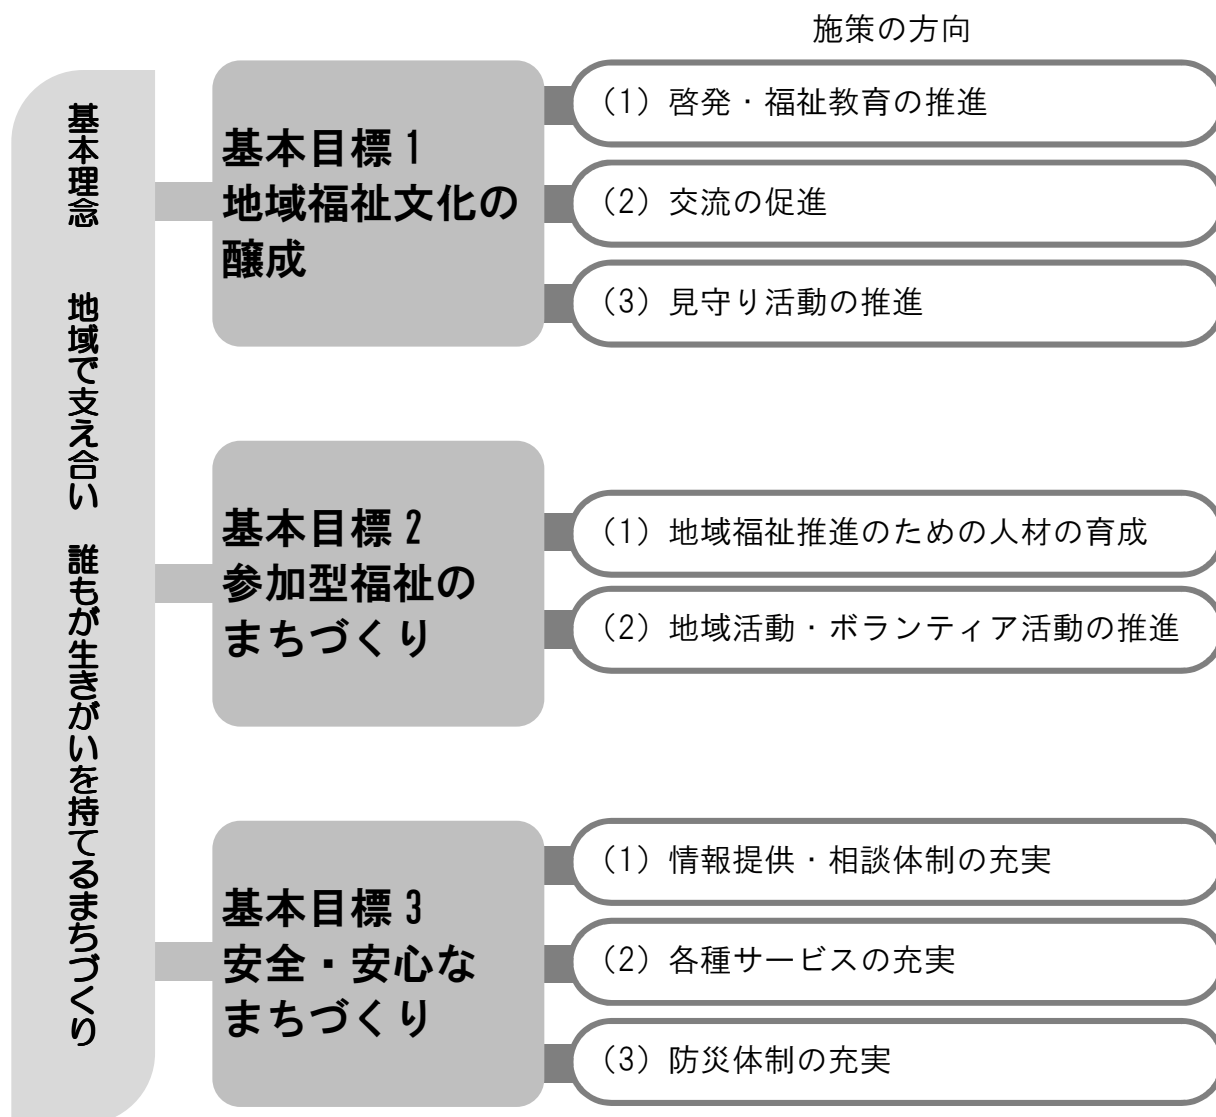 施策の方向
基本理念　地域で支え合い　誰もが生きがいを持てるまちづくり
基本目標1
地域福祉文化の
醸成
(1) 啓発・福祉教育の推進
(2) 交流の促進
(3) 見守り活動の推進
基本目標2
参加型福祉の
まちづくり
(1) 地域福祉推進のための人材の育成
(2) 地域活動・ボランティア活動の推進
基本目標3
安全・安心な
まちづくり
(1) 情報提供・相談体制の充実
(2) 各種サービスの充実
(3) 防災体制の充実